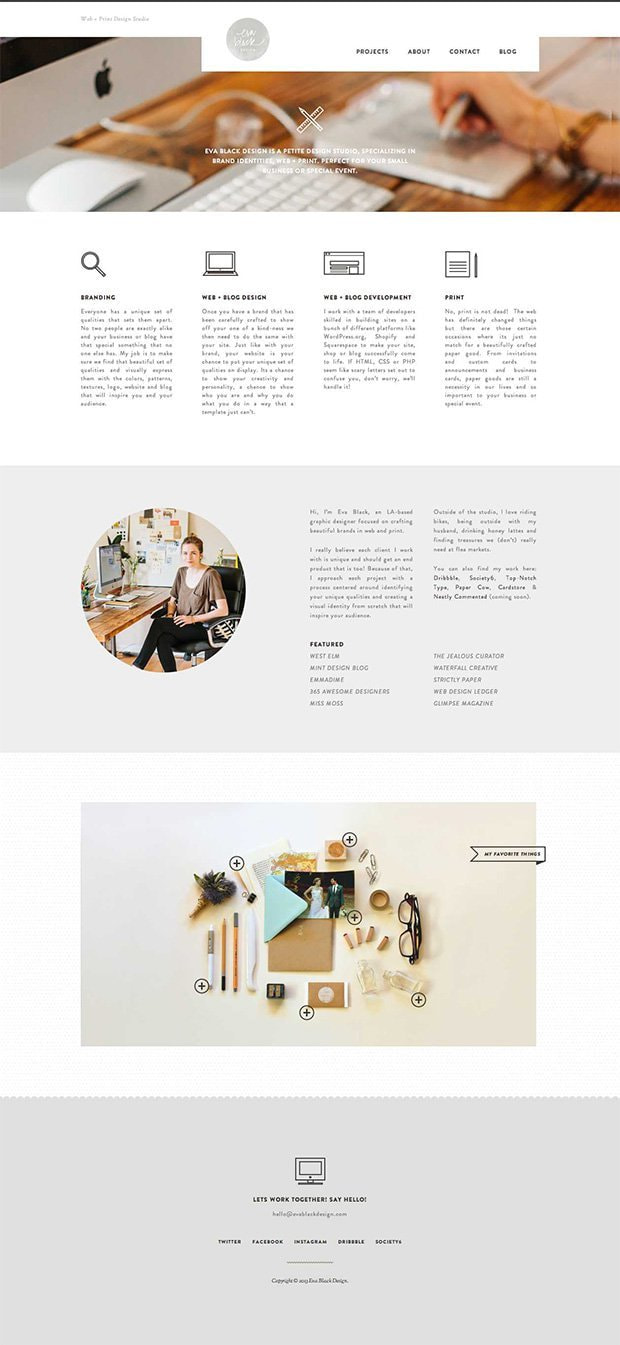 Web + Print Design Studio
eva
black
DESIGN
PROJECTS ABOUT CONTACT BLOG
EVA BLACK DESIGN IS A PETITE DESIGN STUDIO, SPECIALIZING IN
BRAND IDENTITIES, WEB + PRINT. PERFECT FOR YOUR SMALL
BUSINESS OR SPECIAL EVENT.
BRANDING
Everyone has a unique set of
qualities that sets them apart.
No two people are exactly alike
and your business or blog have
that special something that no
one else has. My job is to make
sure we find that beautiful set of
qualities and visually express
them with the colors, patterns,
textures, logo, website and blog
that will inspire you and your
audience.
WEB + BLOG DESIGN
Once you have a brand that has
been carefully crafted to show
off your one of a kind-ness we
then need to do the same with
your site. Just like with your
brand, your website is your
chance to put your unique set of
qualities on display. Its a chance
to show your creativity and
personality, a chance to show
who you are and why you do
what you do in a way that a
template just can't.
WEB + BLOG DEVELOPMENT
I work with a team of developers
skilled in building sites on a
bunch of different platforms like
WordPress.org, Shopify and
Squarespace to make your site,
shop or blog successfully come
to life. If HTML, CSS or PHP
seem like scary letters set out to
confuse you, don't worry, we'll
handle it!
PRINT
No, print is not dead! The web
has definitely changed things
but there are those certain
occasions where its just no
match for a beautifully crafted
paper good. From invitations
and custom cards to
announcements and business
cards, paper goods are still a
necessity in our lives and so
important to your business or
special event.
Hi, I'm Eva Black, an LA-based
graphic designer focused on crafting
beautiful brands in web and print.
I really believe each client I work
with is unique and should get an end
product that is too! Because of that,
I approach each project with a
process centered around identifying
your unique qualities and creating a
visual identity from scratch that will
inspire your audience.
Outside of the studio, I love riding
bikes, being outside with my
husband, drinking honey lattes and
finding treasures we (don't) really
need at flea markets.
You can also find my work here:
Dribbble, Society6, Top-Notch
Type, Paper Cow, Cardstore &
Neatly Commented (coming soon).
FEATURED
WEST ELM
MINT DESIGN BLOG
EMMADIME
365 AWESOME DESIGNERS
MISS MOSS
THE JEALOUS CURATOR
WATERFALL CREATIVE
STRICTLY PAPER
WEB DESIGN LEDGER
GLIMPSE MAGAZINE
MY FAVORITE THINGS
LETS WORK TOGETHER! SAY HELLO!
hello@evablackdesign.com
TWITTER FACEBOOK INSTAGRAM DRIBBBLE SOCIETY6
Copyright © 2013 Eva Black Design.